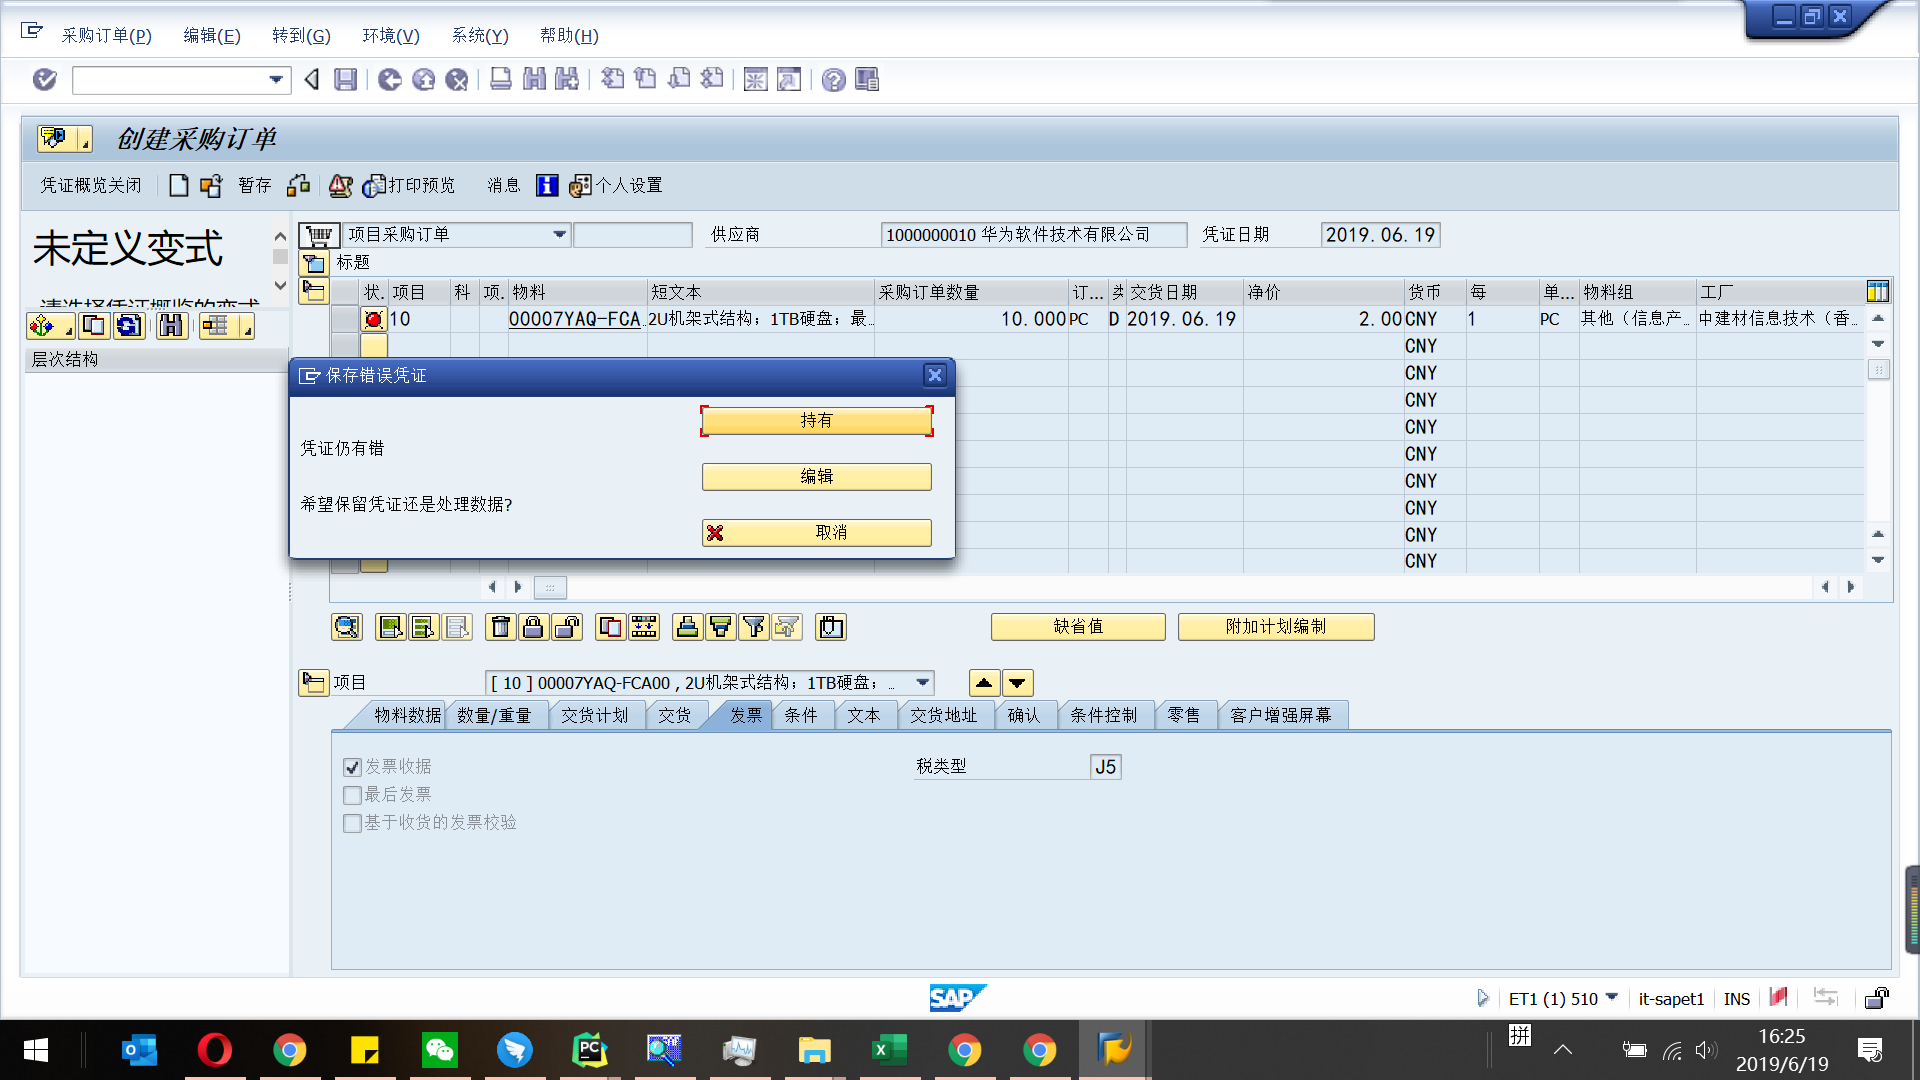 采购订单(P) 编辑(E) 转到(G) 环境(V) 系统(Y) 帮助(H)
创建采购订单
凭证概览关闭 暂存 打印预览 消息 个人设置
未定义变式
请选择凭证概览的变式
层次结构
项目采购订单 供应商 1000000010 华为软件技术有限公司 凭证日期 2019.06.19
标题
状. 项目 科 项. 物料 短文本 采购订单数量 订... 交货日期 净价 货币 每 单... 物料组 工厂
10 00007YAQ-FCA 2U机架式结构；1TB硬盘；最... 10.000 PC D 2019.06.19 2.00 CNY 1 PC 其他（信息产... 中建材信息技术（香...
CNY
CNY
CNY
CNY
CNY
CNY
CNY
CNY
CNY
保存错误凭证
持有
凭证仍有错
编辑
希望保留凭证还是处理数据?
取消
缺省值 附加计划编制
项目 [ 10 ] 00007YAQ-FCA00 , 2U机架式结构；1TB硬盘；...
物料数据 数量/重量 交货计划 交货 发票 条件 文本 交货地址 确认 条件控制 零售 客户增强屏幕
发票收据 税类型 J5
最后发票
基于收货的发票校验
SAP
ET1 (1) 510 it-sapet1 INS
拼
16:25
2019/6/19